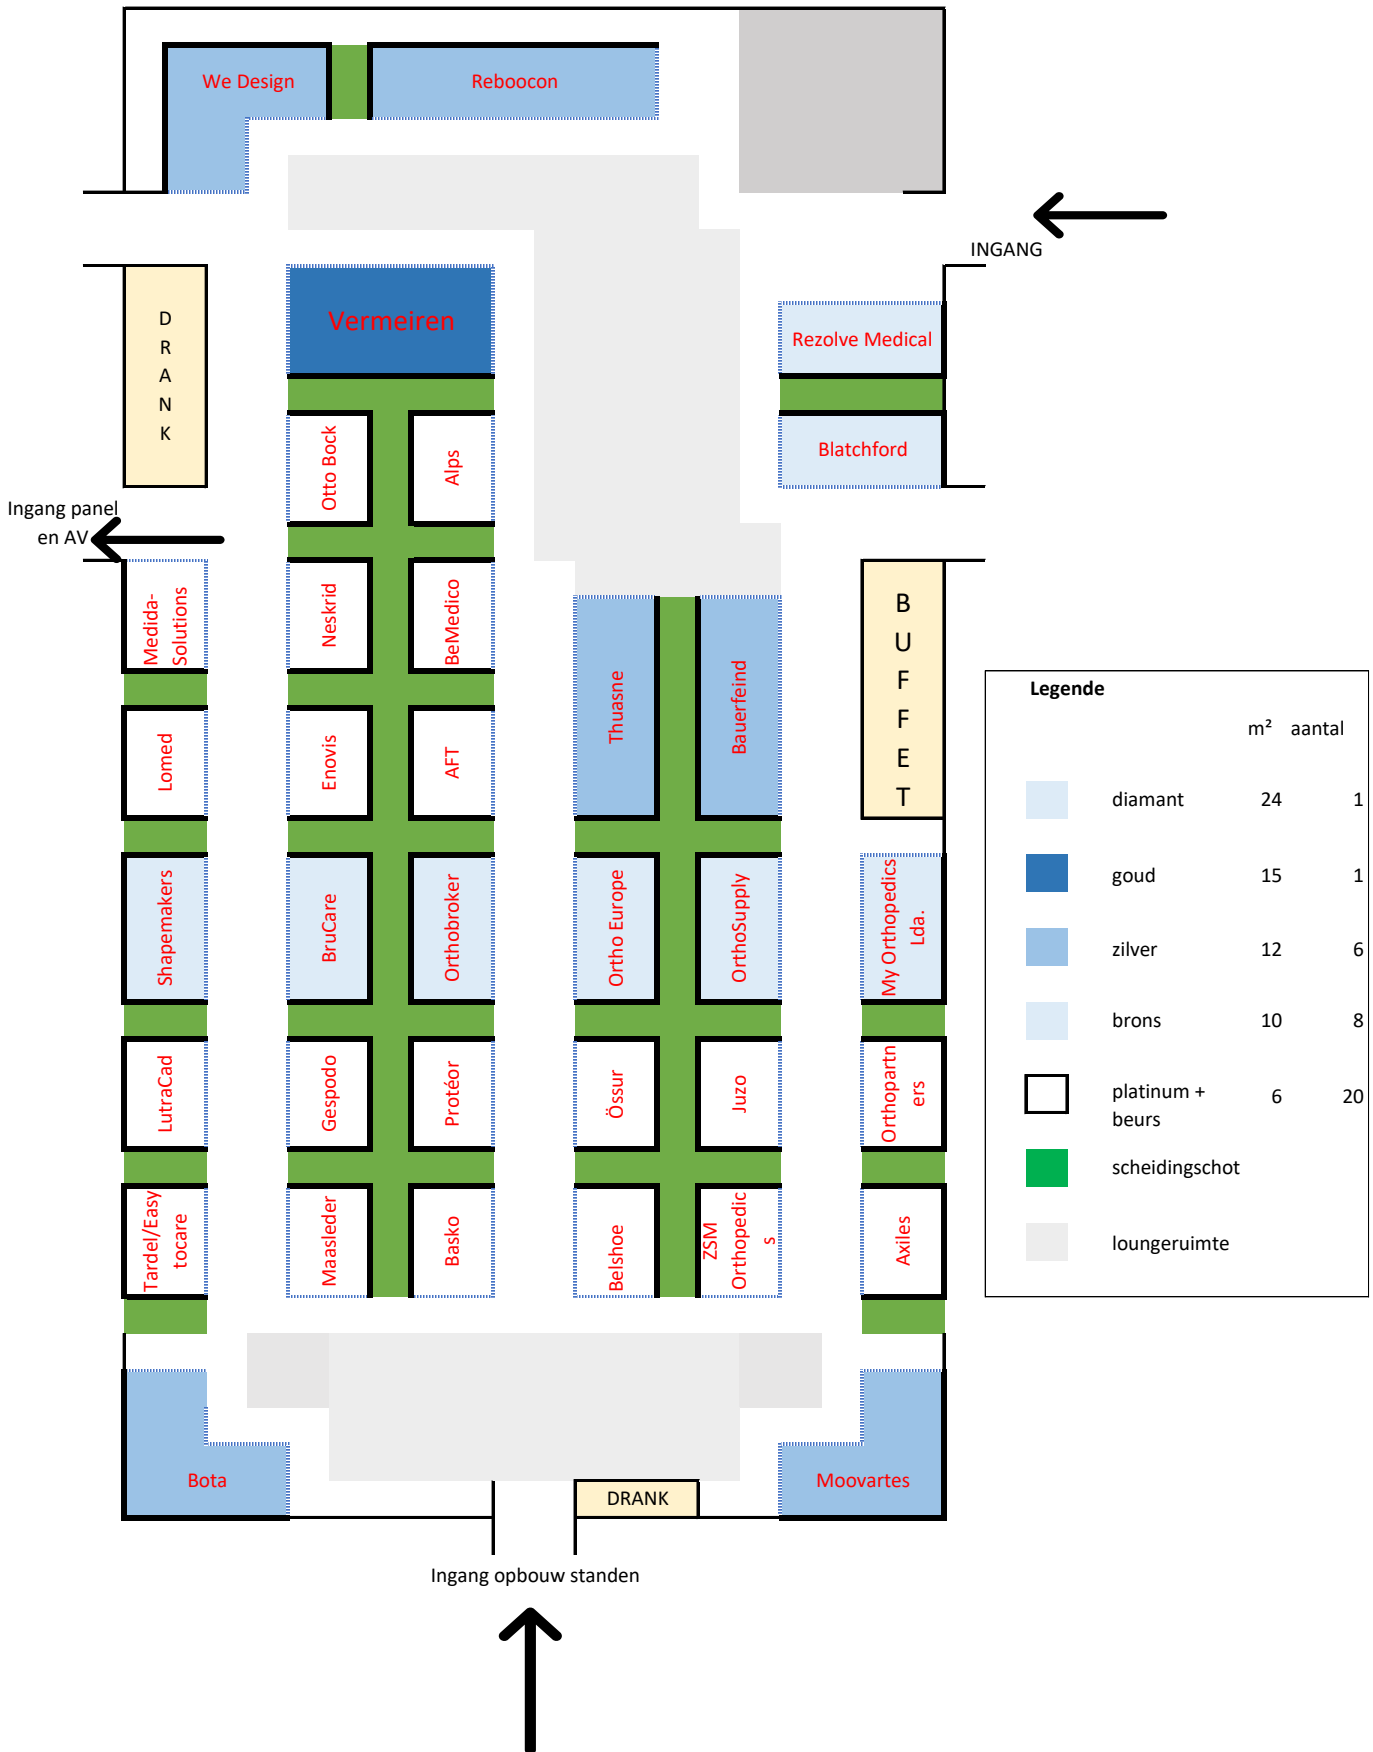 We Design
Reboocon
INGANG
D
R
A
N
K
Vermeiren
Rezolve Medical
Otto Bock
Alps
Blatchford
Ingang panel
en AV
Medida-
Solutions
Neskrid
BeMedico
B
U
F
F
E
T
Thuasne
Bauerfeind
Lomed
Enovis
AFT
Shapemakers
BruCare
Orthobroker
Ortho Europe
OrthoSupply
My Orthopedics
Lda.
LutraCad
Gespodo
Protéor
Össur
Juzo
Orthopartn
ers
Tardel/Easy
tocare
Maasleder
Basko
Belshoe
ZSM
Orthopedic
s
Axiles
Bota
Moovartes
DRANK
Ingang opbouw standen
Legende
m² aantal
diamant 24 1
goud 15 1
zilver 12 6
brons 10 8
platinum + 6 20
beurs
scheidingschot
loungeruimte